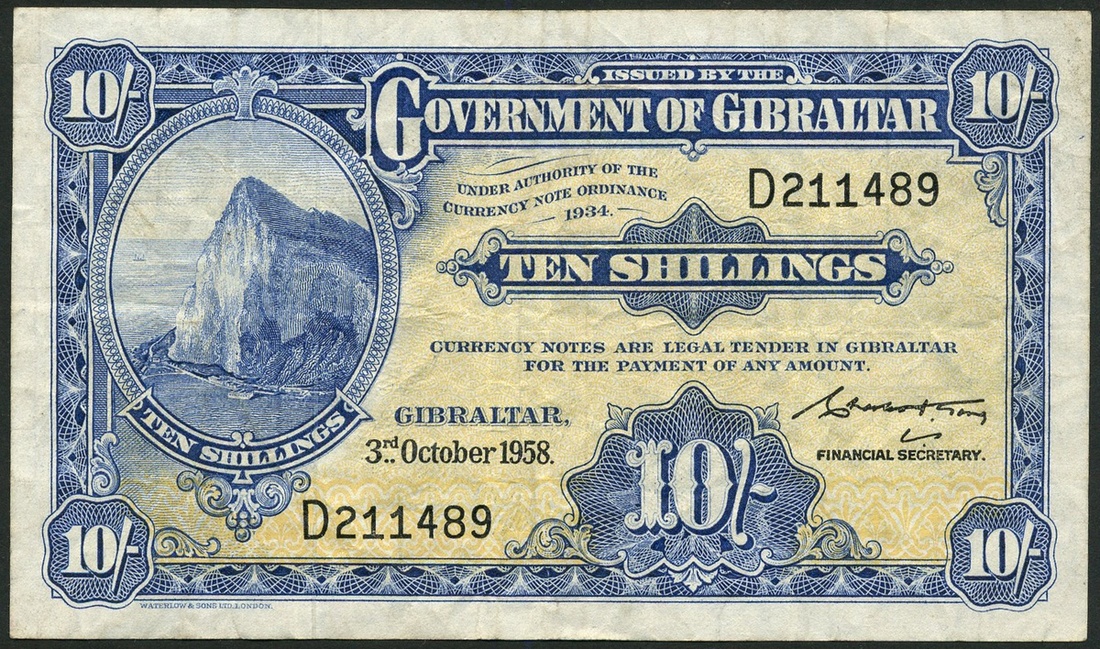 10/-
10/-
ISSUED BY THE
GOVERNMENT OF GIBRALTAR
UNDER AUTHORITY OF THE
CURRENCY NOTE ORDINANCE
1934.
D211489
TEN SHILLINGS
CURRENCY NOTES ARE LEGAL TENDER IN GIBRALTAR
FOR THE PAYMENT OF ANY AMOUNT.
TEN SHILLINGS
GIBRALTAR,
3rd. October 1958.
FINANCIAL SECRETARY.
D211489
10/-
10/-
10/-
WATERLOW & SONS LTD. LONDON.